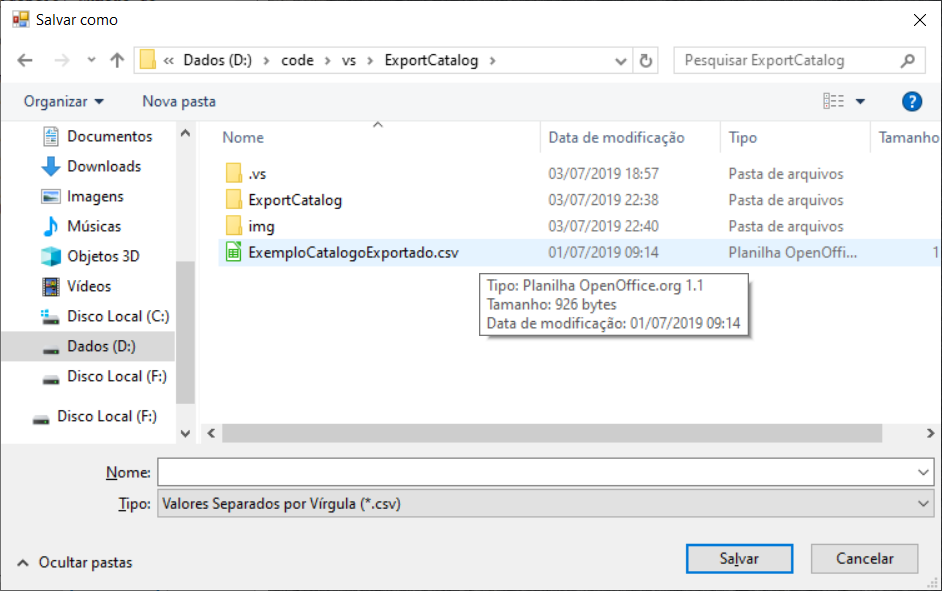 Salvar como
« Dados (D:) > code > vs > ExportCatalog >
Pesquisar ExportCatalog
Organizar
Nova pasta
?
Documentos
Downloads
Imagens
Músicas
Objetos 3D
Vídeos
Disco Local (C:)
Dados (D:)
Disco Local (F:)
Disco Local (F:)
Nome Data de modificação Tipo Tamanho
.vs 03/07/2019 18:57 Pasta de arquivos
ExportCatalog 03/07/2019 22:38 Pasta de arquivos
img 03/07/2019 22:40 Pasta de arquivos
ExemploCatalogoExportado.csv 01/07/2019 09:14 Planilha OpenOffi... 1
Tipo: Planilha OpenOffice.org 1.1
Tamanho: 926 bytes
Data de modificação: 01/07/2019 09:14
Nome:
Tipo: Valores Separados por Vírgula (*.csv)
Ocultar pastas
Salvar
Cancelar